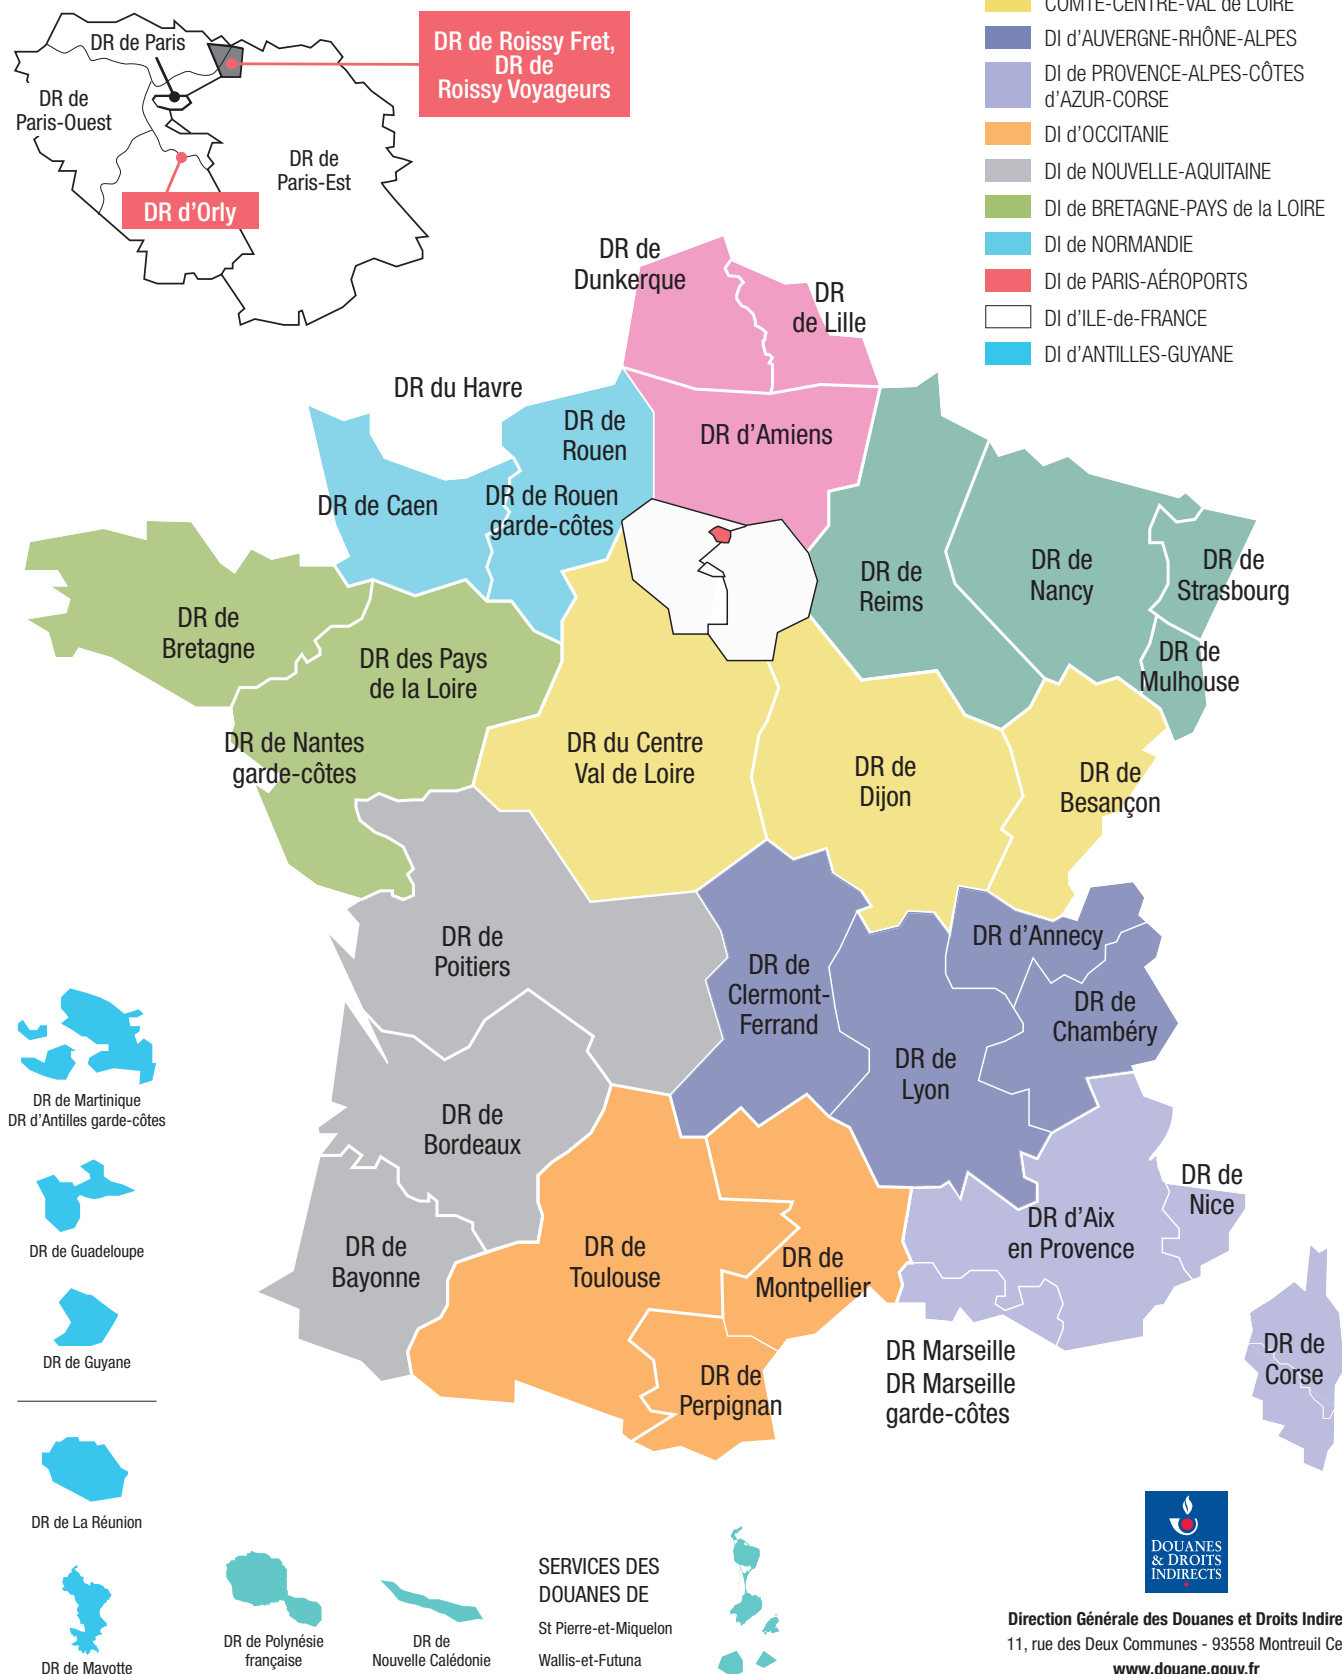 COMTÉ-CENTRE-VAL de LOIRE
DI d'AUVERGNE-RHÔNE-ALPES
DI de PROVENCE-ALPES-CÔTES
d'AZUR-CORSE
DI d'OCCITANIE
DI de NOUVELLE-AQUITAINE
DI de BRETAGNE-PAYS de la LOIRE
DI de NORMANDIE
DI de PARIS-AÉROPORTS
DI d'ILE-de-FRANCE
DI d'ANTILLES-GUYANE
DR de Paris
DR de Roissy Fret,
DR de
Roissy Voyageurs
DR de
Paris-Ouest
DR de
Paris-Est
DR d'Orly
DR de
Dunkerque
DR
de Lille
DR du Havre
DR de
Rouen
DR d'Amiens
DR de Caen
DR de Rouen
garde-côtes
DR de
Reims
DR de
Nancy
DR de
Strasbourg
DR de
Mulhouse
DR de
Bretagne
DR des Pays
de la Loire
DR de Nantes
garde-côtes
DR du Centre
Val de Loire
DR de
Dijon
DR de
Besançon
DR de
Poitiers
DR de
Clermont-
Ferrand
DR d'Annecy
DR de
Chambéry
DR de
Lyon
DR de Martinique
DR d'Antilles garde-côtes
DR de
Bordeaux
DR de
Nice
DR d'Aix
en Provence
DR de Guadeloupe
DR de
Bayonne
DR de
Toulouse
DR de
Montpellier
DR de Guyane
DR Marseille
DR Marseille
garde-côtes
DR de
Corse
DR de
Perpignan
DR de La Réunion
DR de Mayotte
DR de Polynésie
française
DR de
Nouvelle Calédonie
SERVICES DES
DOUANES DE
St Pierre-et-Miquelon
Wallis-et-Futuna
DOUANES
& DROITS
INDIRECTS
Direction Générale des Douanes et Droits Indire
11, rue des Deux Communes - 93558 Montreuil Ce
www.douane.gouv.fr